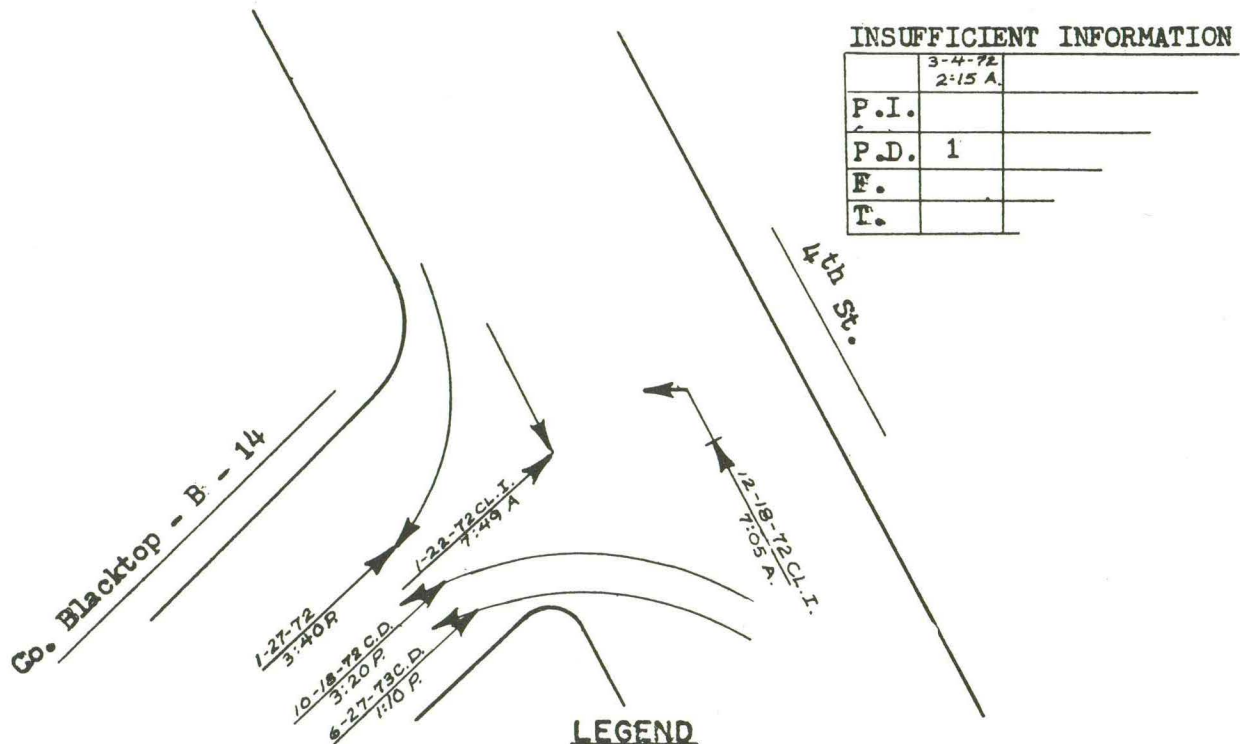 INSUFFICIENT INFORMATION
3-4-72
2:15 A.
P.I.
P.D. 1
F.
T.
4th St.
Co. Blacktop - B - 14
1-22-72 CL.I.
7:49 A
12-18-72 CL.I.
7:05 A.
1-27-72
3:40 P.
10-18-72 C.D.
3:20 P.
6-27-73 C.D.
1:10 P.
LEGEND